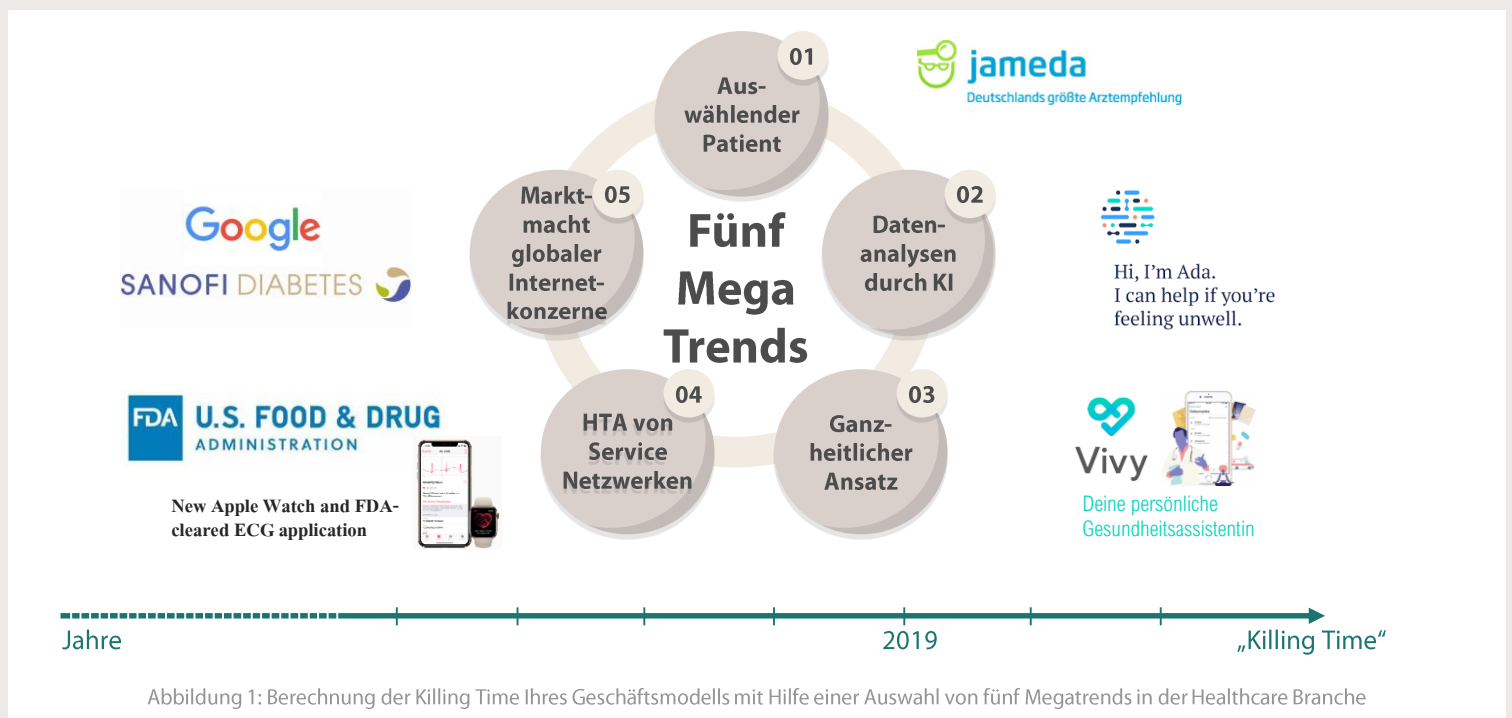 01
Aus-
wählender
Patient
jameda
Deutschlands größte Arztempfehlung
02
Daten-
analysen
durch KI
Hi, I'm Ada.
I can help if you're
feeling unwell.
03
Ganz-
heitlicher
Ansatz
Vivy
Deine persönliche
Gesundheitsassistentin
04
HTA von
Service
Netzwerken
FDA
U.S. FOOD & DRUG
ADMINISTRATION
New Apple Watch and FDA-
cleared ECG application
05
Markt-
macht
globaler
Internet-
konzerne
Google
SANOFI DIABETES
Fünf
Mega
Trends
Jahre
2019
„Killing Time“
Abbildung 1: Berechnung der Killing Time Ihres Geschäftsmodells mit Hilfe einer Auswahl von fünf Megatrends in der Healthcare Branche